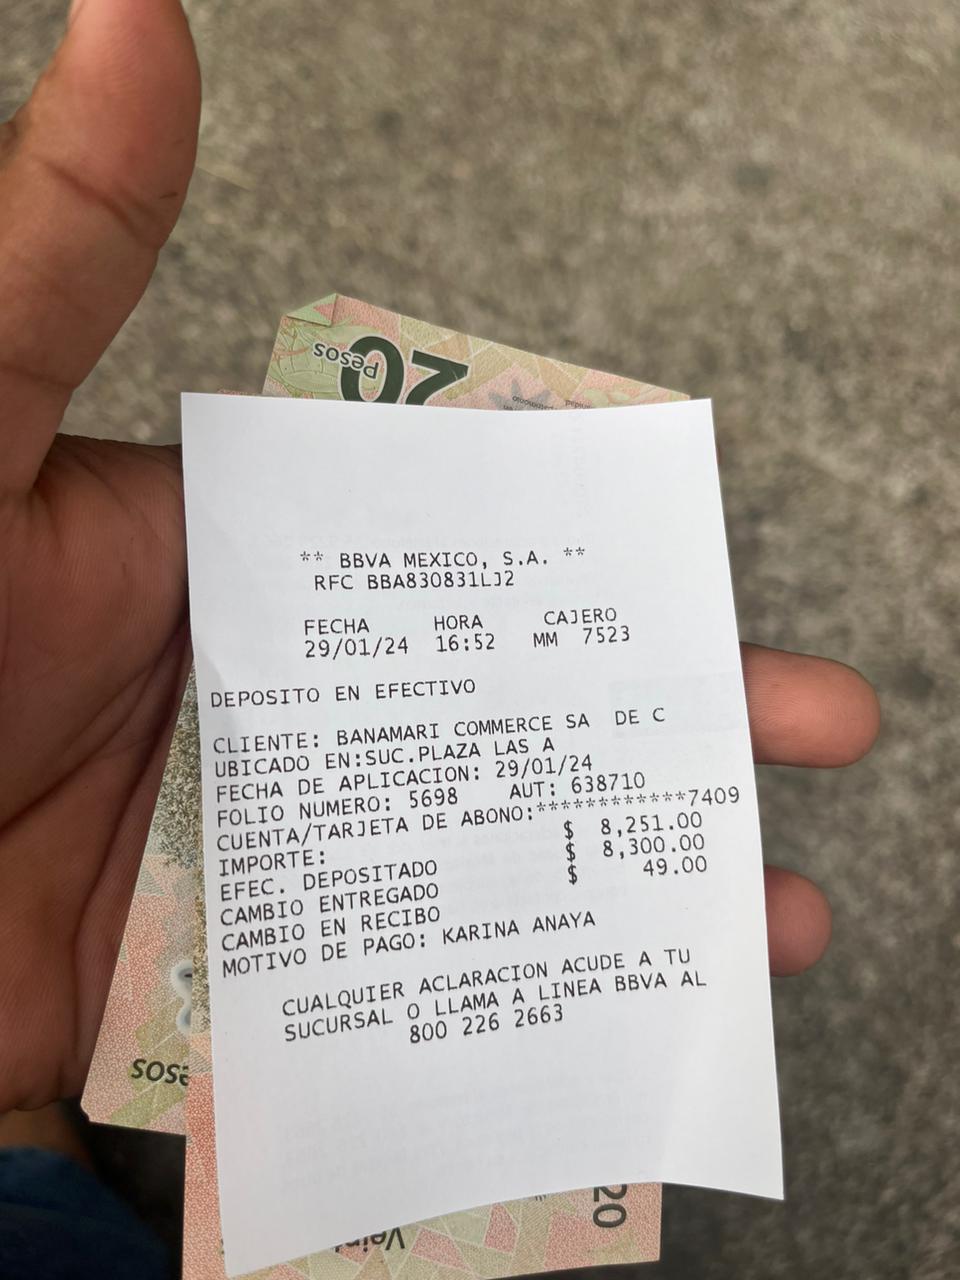 20
pesos
** BBVA MEXICO, S.A. **
RFC BBA830831LJ2
FECHA HORA CAJERO
29/01/24 16:52 MM 7523
DEPOSITO EN EFECTIVO
CLIENTE: BANAMARI COMMERCE SA DE C
UBICADO EN:SUC.PLAZA LAS A
FECHA DE APLICACION: 29/01/24
FOLIO NUMERO: 5698 AUT: 638710
CUENTA/TARJETA DE ABONO:************7409
IMPORTE: $ 8,251.00
EFEC. DEPOSITADO $ 8,300.00
CAMBIO ENTREGADO $ 49.00
CAMBIO EN RECIBO
MOTIVO DE PAGO: KARINA ANAYA
CUALQUIER ACLARACION ACUDE A TU
SUCURSAL O LLAMA A LINEA BBVA AL
800 226 2663
esos
20
Vein